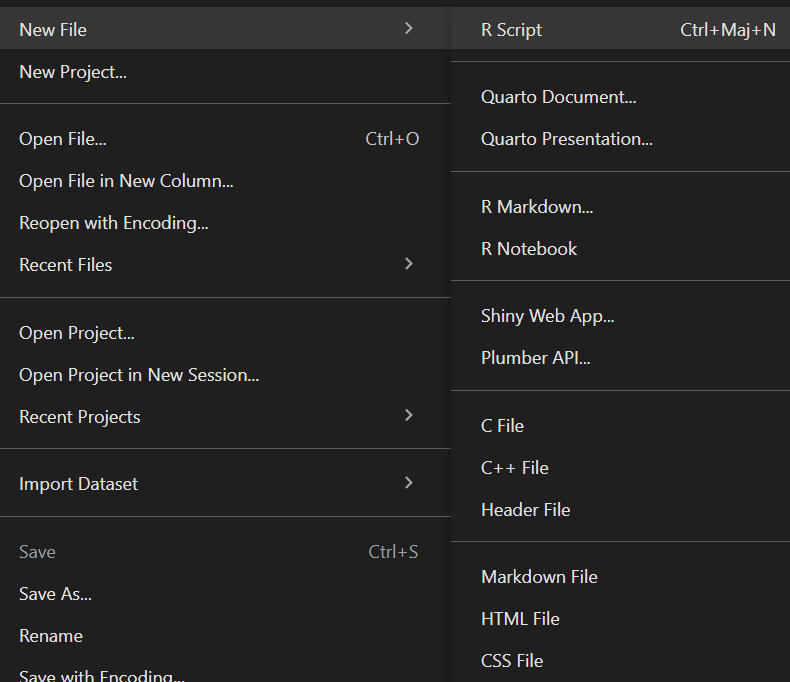 New File
New Project...
Open File... Ctrl+O
Open File in New Column...
Reopen with Encoding...
Recent Files
Open Project...
Open Project in New Session...
Recent Projects
Import Dataset
Save Ctrl+S
Save As...
Rename
Save with Encoding...
R Script Ctrl+Maj+N
Quarto Document...
Quarto Presentation...
R Markdown...
R Notebook
Shiny Web App...
Plumber API...
C File
C++ File
Header File
Markdown File
HTML File
CSS File